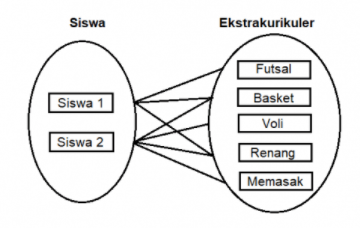 Siswa
Ekstrakurikuler
Siswa 1
Siswa 2
Futsal
Basket
Voli
Renang
Memasak